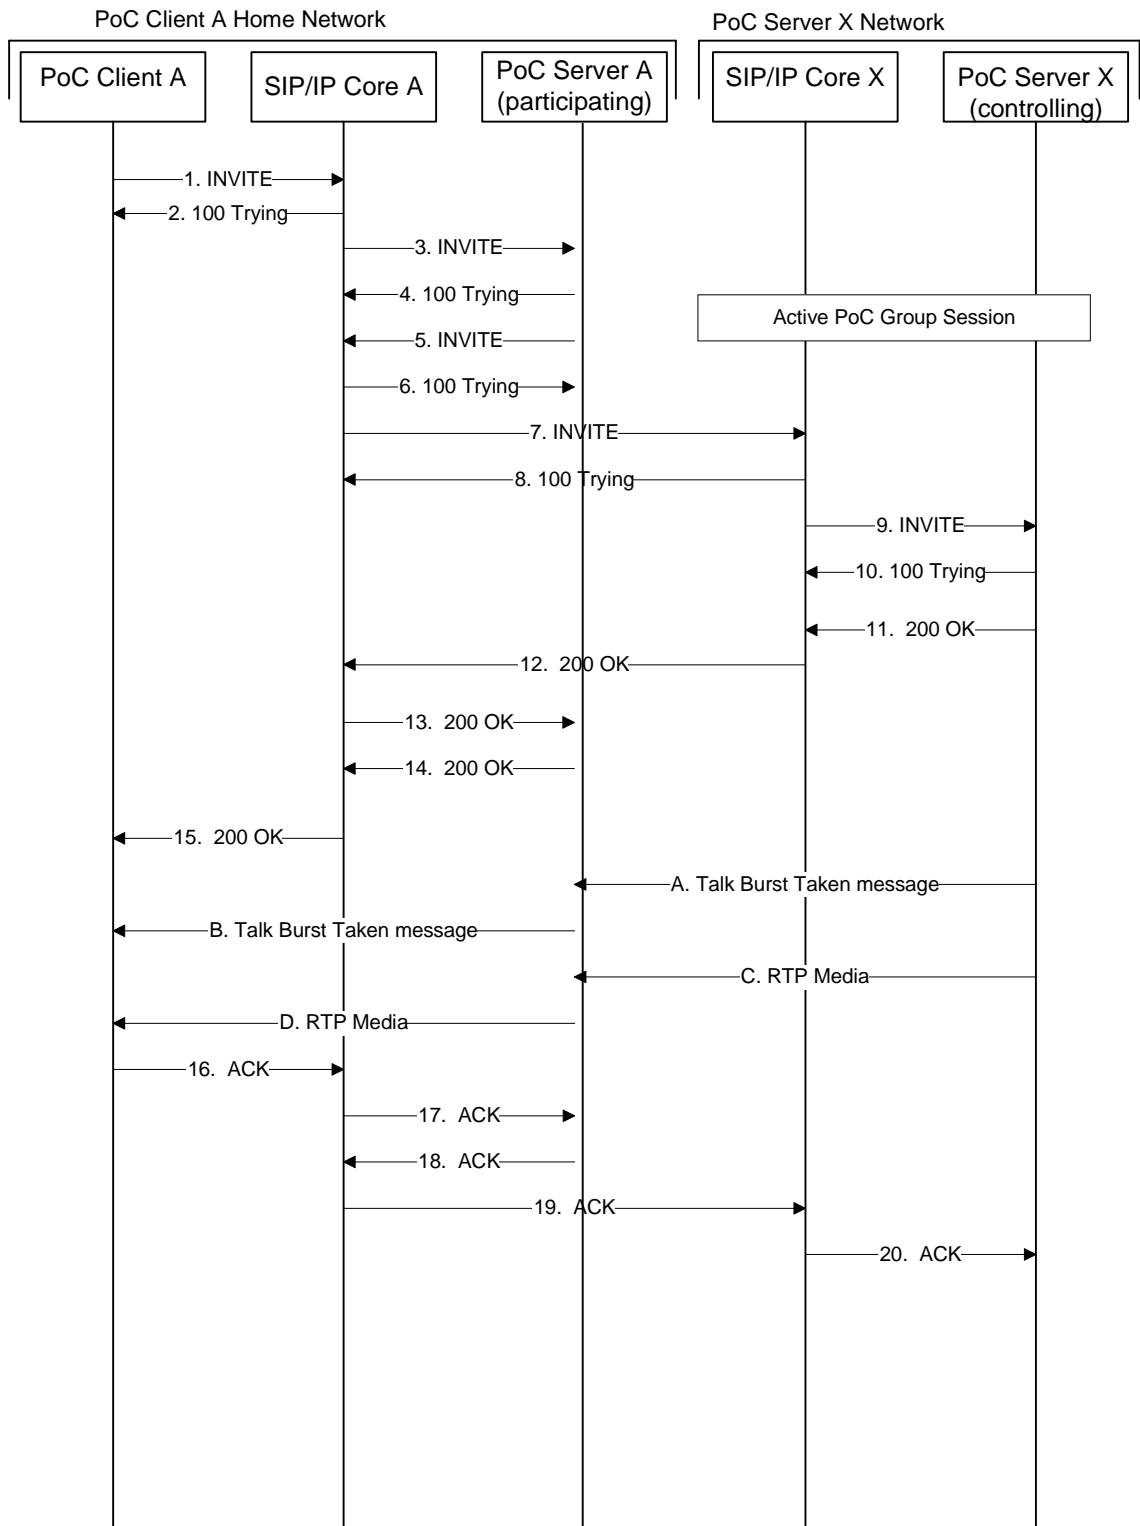 PoC Client A Home Network
PoC Server X Network
PoC Client A
SIP/IP Core A
PoC Server A
(participating)
SIP/IP Core X
PoC Server X
(controlling)
1. INVITE
2. 100 Trying
3. INVITE
4. 100 Trying
Active PoC Group Session
5. INVITE
6. 100 Trying
7. INVITE
8. 100 Trying
9. INVITE
10. 100 Trying
11. 200 OK
12. 200 OK
13. 200 OK
14. 200 OK
15. 200 OK
A. Talk Burst Taken message
B. Talk Burst Taken message
C. RTP Media
D. RTP Media
16. ACK
17. ACK
18. ACK
19. ACK
20. ACK